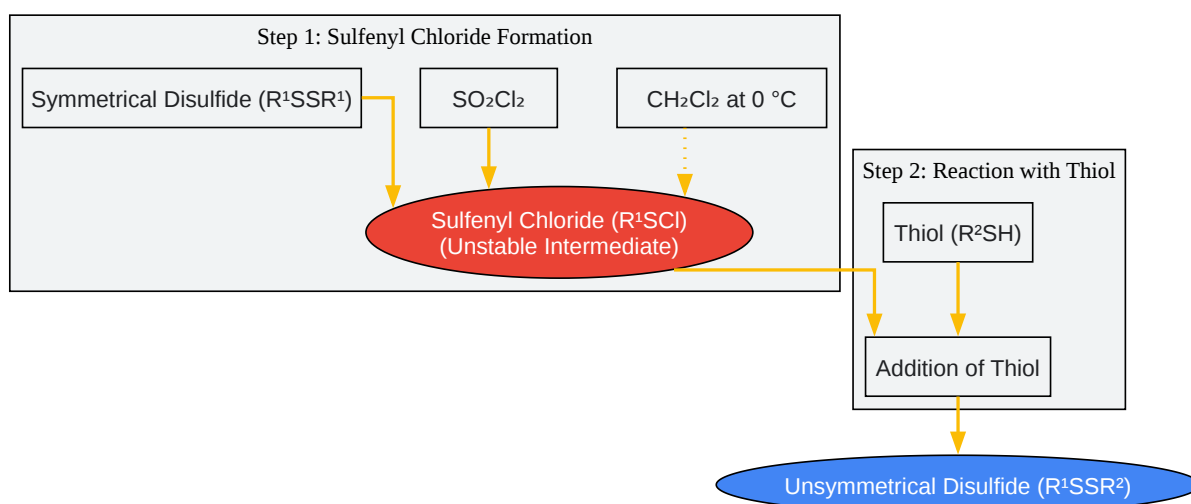 Step 1: Sulfenyl Chloride Formation
Symmetrical Disulfide (R¹SSR¹)
SO₂Cl₂
CH₂Cl₂ at 0 °C
Sulfenyl Chloride (R¹SCl)
(Unstable Intermediate)
Step 2: Reaction with Thiol
Thiol (R²SH)
Addition of Thiol
Unsymmetrical Disulfide (R¹SSR²)